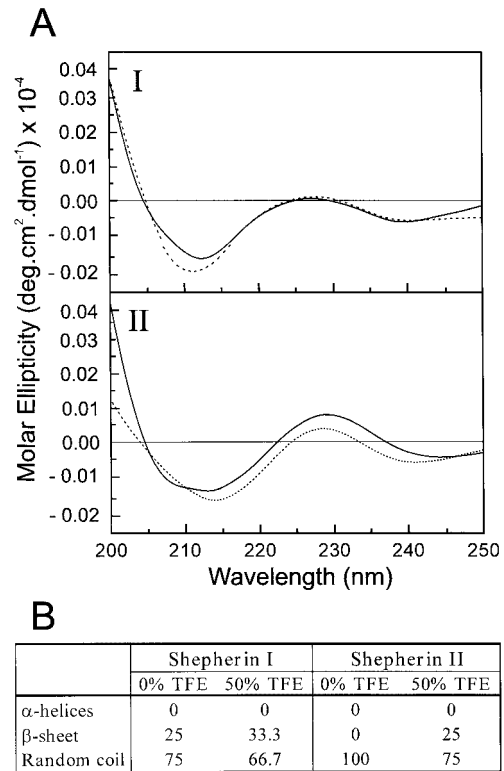 A
I
0.04
0.03
0.02
0.01
0.00
- 0.01
- 0.02
II
0.04
0.03
0.02
0.01
0.00
- 0.01
- 0.02
Molar Ellipticity (deg.cm².dmol⁻¹) x 10⁻⁴
200 210 220 230 240 250
Wavelength (nm)
B
Shepherin I Shepherin II
0% TFE 50% TFE 0% TFE 50% TFE
α-helices 0 0 0 0
β-sheet 25 33.3 0 25
Random coil 75 66.7 100 75